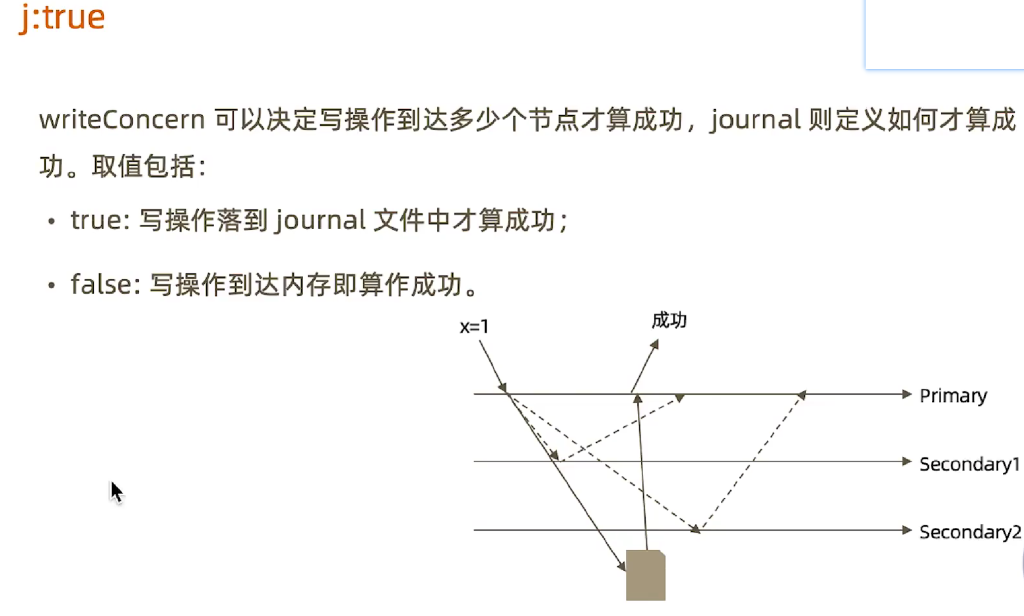 j:true
writeConcern 可以决定写操作到达多少个节点才算成功，journal 则定义如何才算成
功。取值包括：
• true: 写操作落到 journal 文件中才算成功；
• false: 写操作到达内存即算作成功。
x=1
成功
Primary
Secondary1
Secondary2